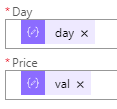 * Day
day ×
* Price
val ×